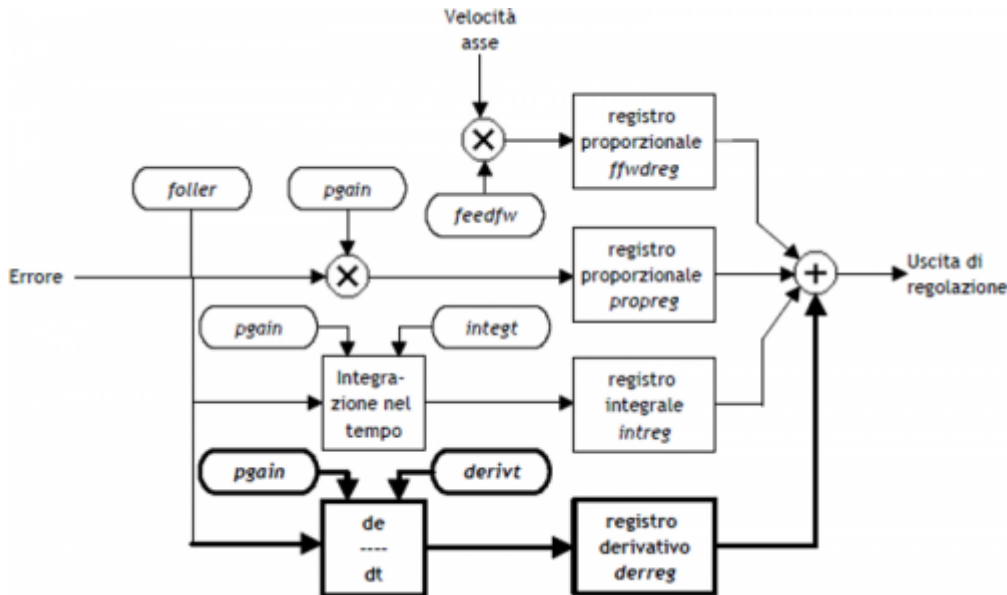 Velocità
asse
registro
proporzionale
ffwdreg
foller
pgain
feedfw
Errore
registro
proporzionale
propreg
Uscita di
regolazione
pgain
integt
Integra-
zione nel
tempo
registro
integrale
intreg
pgain
derivt
de
----
dt
registro
derivativo
derreg